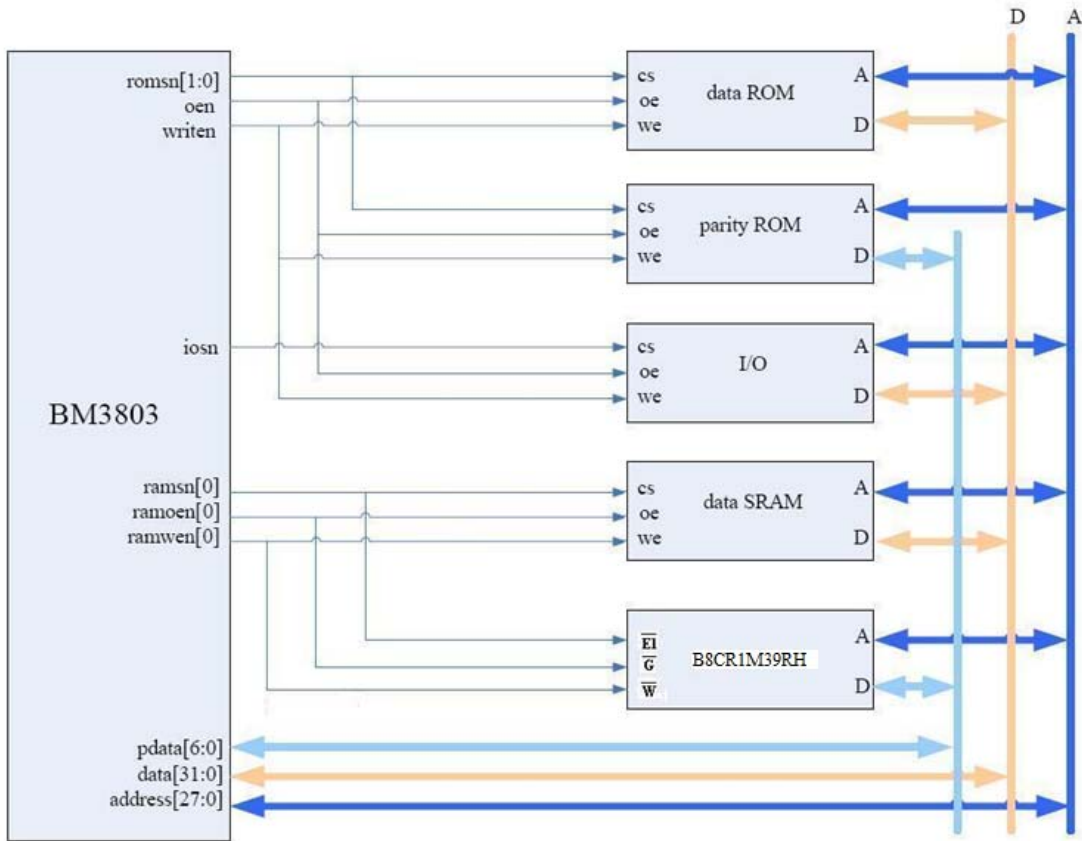 D A
romsn[1:0]
oen
writen
cs
oe
we
data ROM
A
D
cs
oe
we
parity ROM
A
D
iosn
cs
oe
we
I/O
A
D
BM3803
ramsn[0]
ramoen[0]
ramwen[0]
cs
oe
we
data SRAM
A
D
E1
G
W
B8CR1M39RH
A
D
pdata[6:0]
data[31:0]
address[27:0]